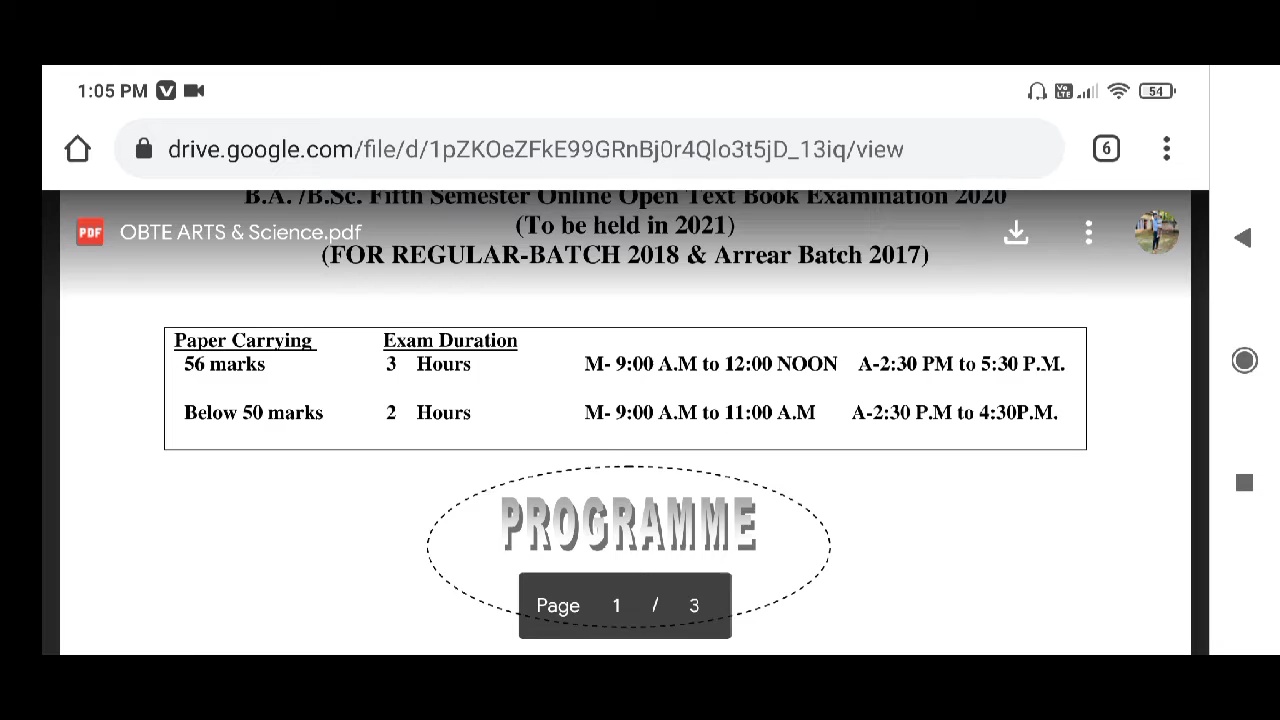 1:05 PM
54
drive.google.com/file/d/1pZKOeZFkE99GRnBj0r4Qlo3t5jD_13iq/view
6
B.A. /B.Sc. Fifth Semester Online Open Text Book Examination 2020
(To be held in 2021)
PDF OBTE ARTS & Science.pdf
(FOR REGULAR-BATCH 2018 & Arrear Batch 2017)
Paper Carrying Exam Duration
56 marks 3 Hours M- 9:00 A.M to 12:00 NOON A-2:30 PM to 5:30 P.M.
Below 50 marks 2 Hours M- 9:00 A.M to 11:00 A.M A-2:30 P.M to 4:30P.M.
PROGRAMME
Page 1 / 3